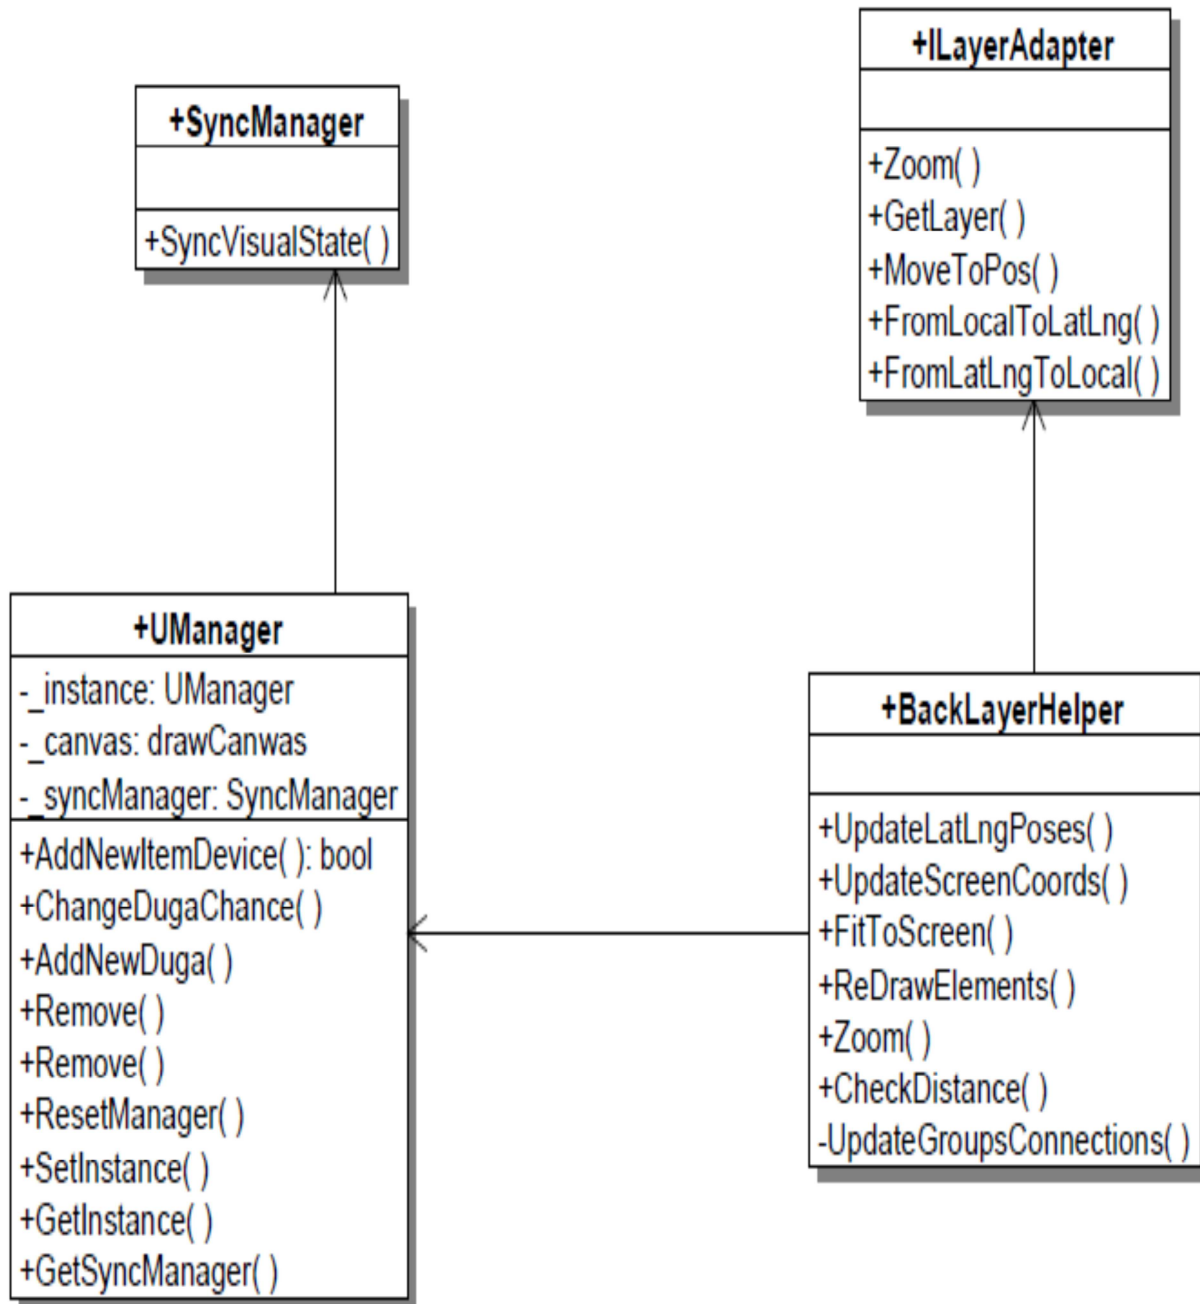 +SyncManager
+SyncVisualState( )
+ILayerAdapter
+Zoom( )
+GetLayer( )
+MoveToPos( )
+FromLocalToLatLng( )
+FromLatLngToLocal( )
+UManager
-_instance: UManager
-_canvas: drawCanwas
-_syncManager: SyncManager
+AddNewItemDevice( ): bool
+ChangeDugaChance( )
+AddNewDuga( )
+Remove( )
+Remove( )
+ResetManager( )
+SetInstance( )
+GetInstance( )
+GetSyncManager( )
+BackLayerHelper
+UpdateLatLngPoses( )
+UpdateScreenCoords( )
+FitToScreen( )
+ReDrawElements( )
+Zoom( )
+CheckDistance( )
-UpdateGroupsConnections( )